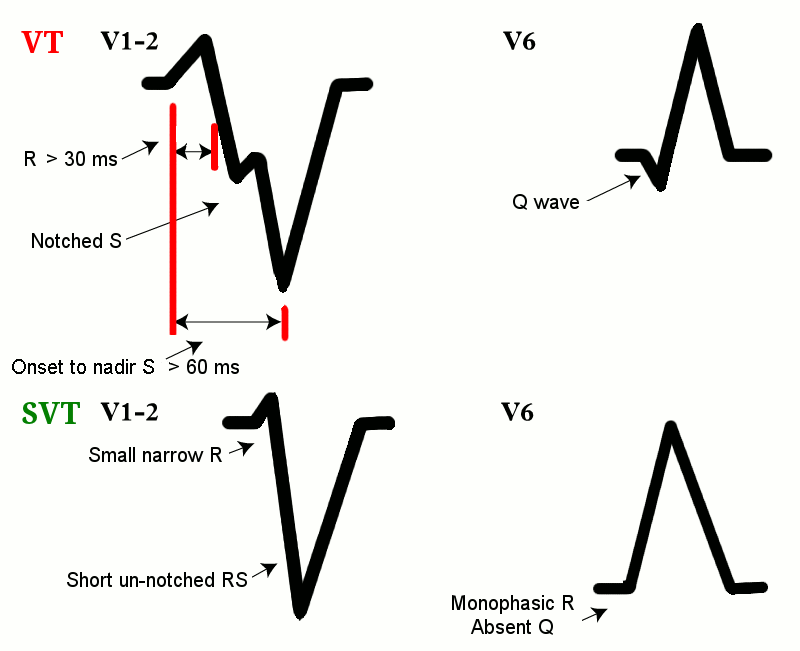 VT V1-2
V6
R > 30 ms
Q wave
Notched S
Onset to nadir S > 60 ms
SVT V1-2
V6
Small narrow R
Short un-notched RS
Monophasic R
Absent Q